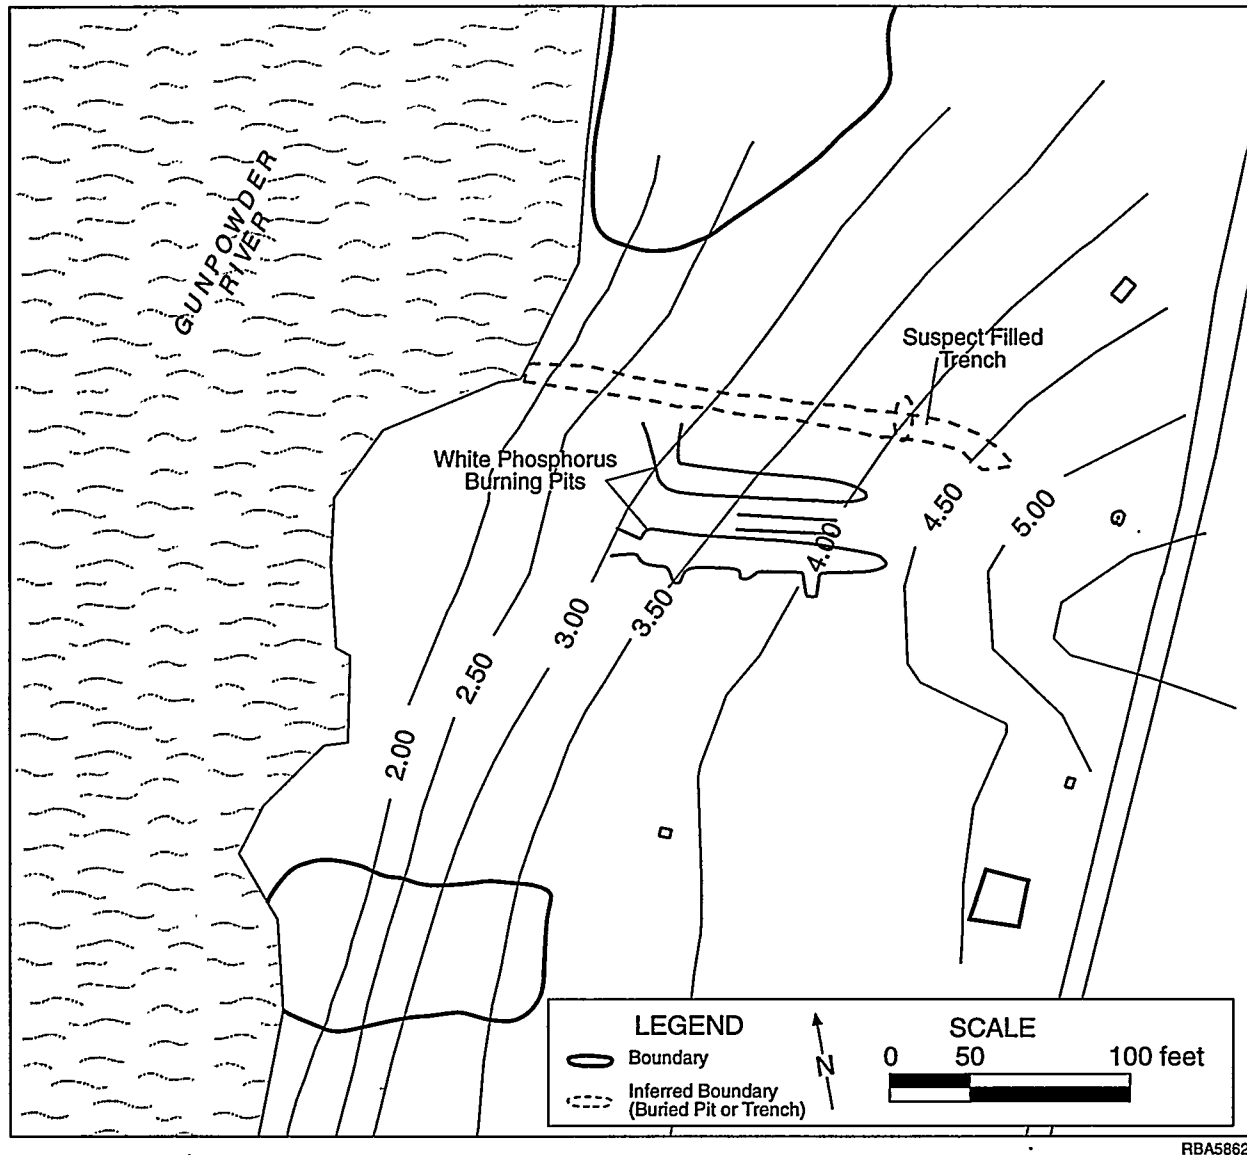 GUNPOWDER
RIVER
Suspect Filled
Trench
White Phosphorus
Burning Pits
4.50
5.00
4.00
3.50
3.00
2.50
2.00
LEGEND
Boundary
Inferred Boundary
(Buried Pit or Trench)
N
SCALE
0 50 100 feet
RBA5862